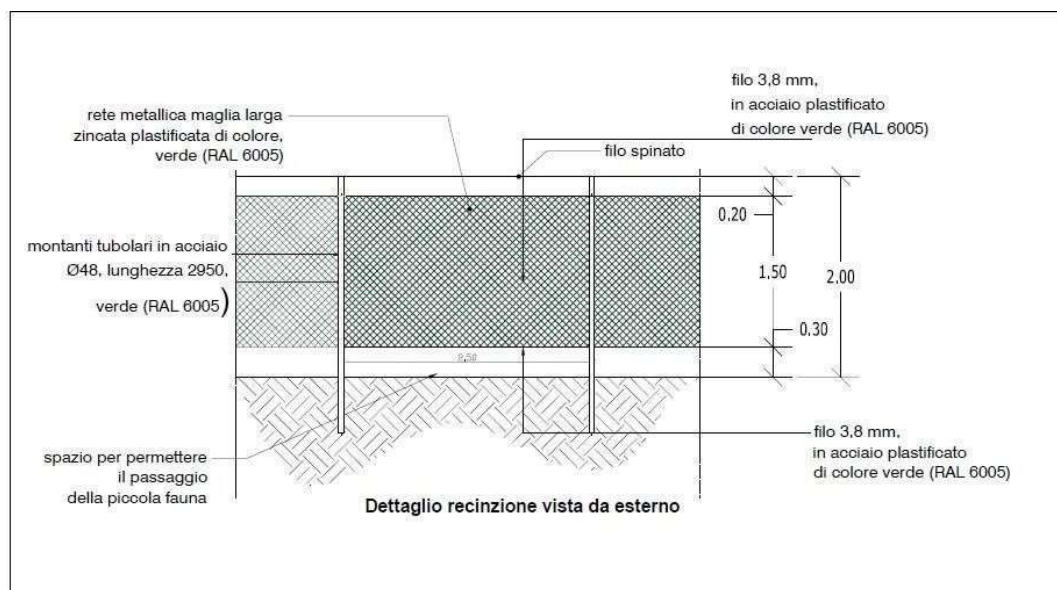 filo 3,8 mm,
in acciaio plastificato
di colore verde (RAL 6005)
rete metallica maglia larga
zincata plastificata di colore,
verde (RAL 6005)
filo spinato
montanti tubolari in acciaio
Ø48, lunghezza 2950,
verde (RAL 6005)
0.20
1,50
2,00
0.30
2,50
filo 3,8 mm,
in acciaio plastificato
di colore verde (RAL 6005)
spazio per permettere
il passaggio
della piccola fauna
Dettaglio recinzione vista da esterno